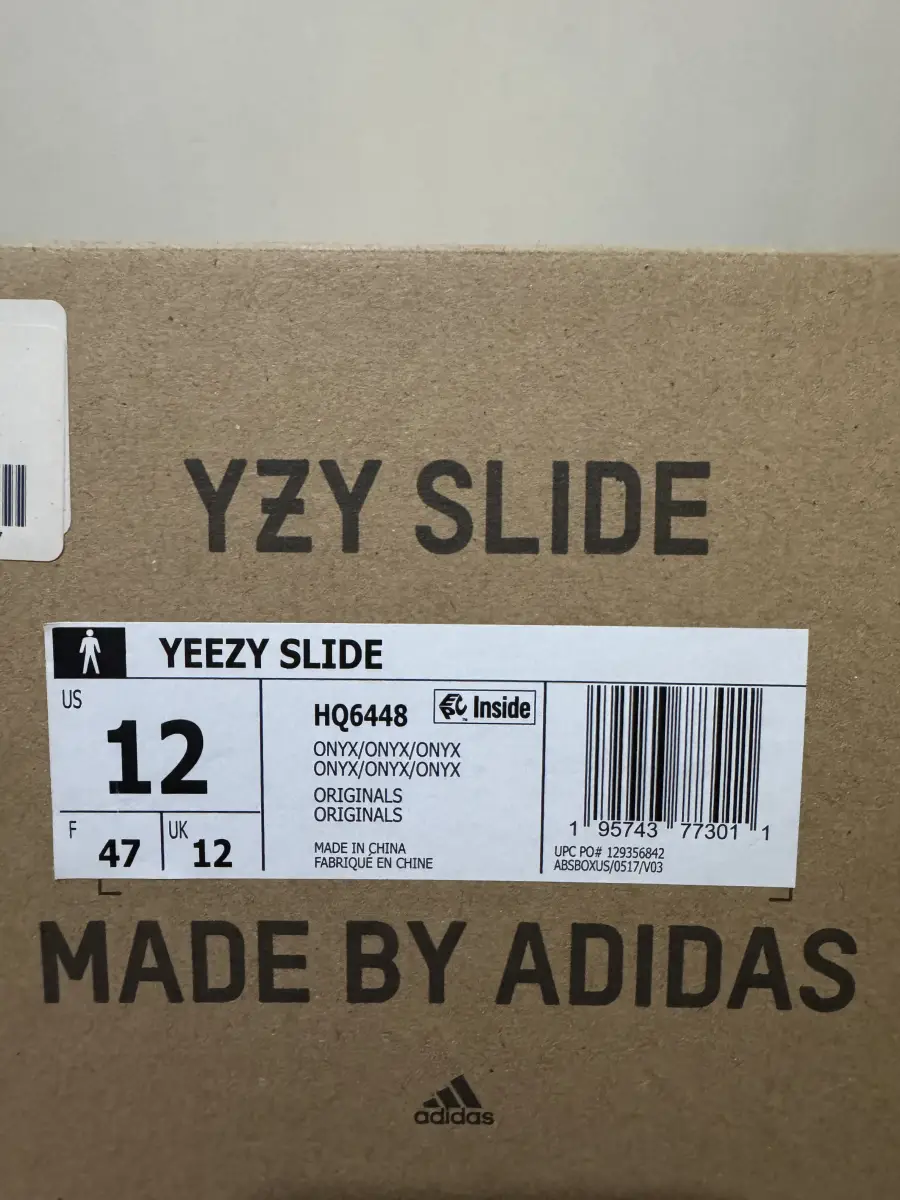 YZY SLIDE
YEEZY SLIDE
US
12
F
47
UK
12
HQ6448
EPC Inside
ONYX/ONYX/ONYX
ONYX/ONYX/ONYX
ORIGINALS
ORIGINALS
MADE IN CHINA
FABRIQUÉ EN CHINE
1 95743 77301 1
UPC PO# 129356842
ABSBOXUS/0517/V03
MADE BY ADIDAS
adidas